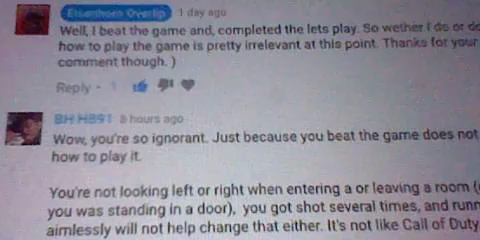 Eisenhorn Overtip 1 day ago
Well, I beat the game and, completed the lets play. So wether I do or do
how to play the game is pretty irrelevant at this point. Thanks for your
comment though. )
Reply 1
8 hours ago
Wow, you're so ignorant. Just because you beat the game does not
how to play it.
You're not looking left or right when entering a or leaving a room (
you was standing in a door), you got shot several times, and runn
aimlessly will not help change that either. It's not like Call of Duty